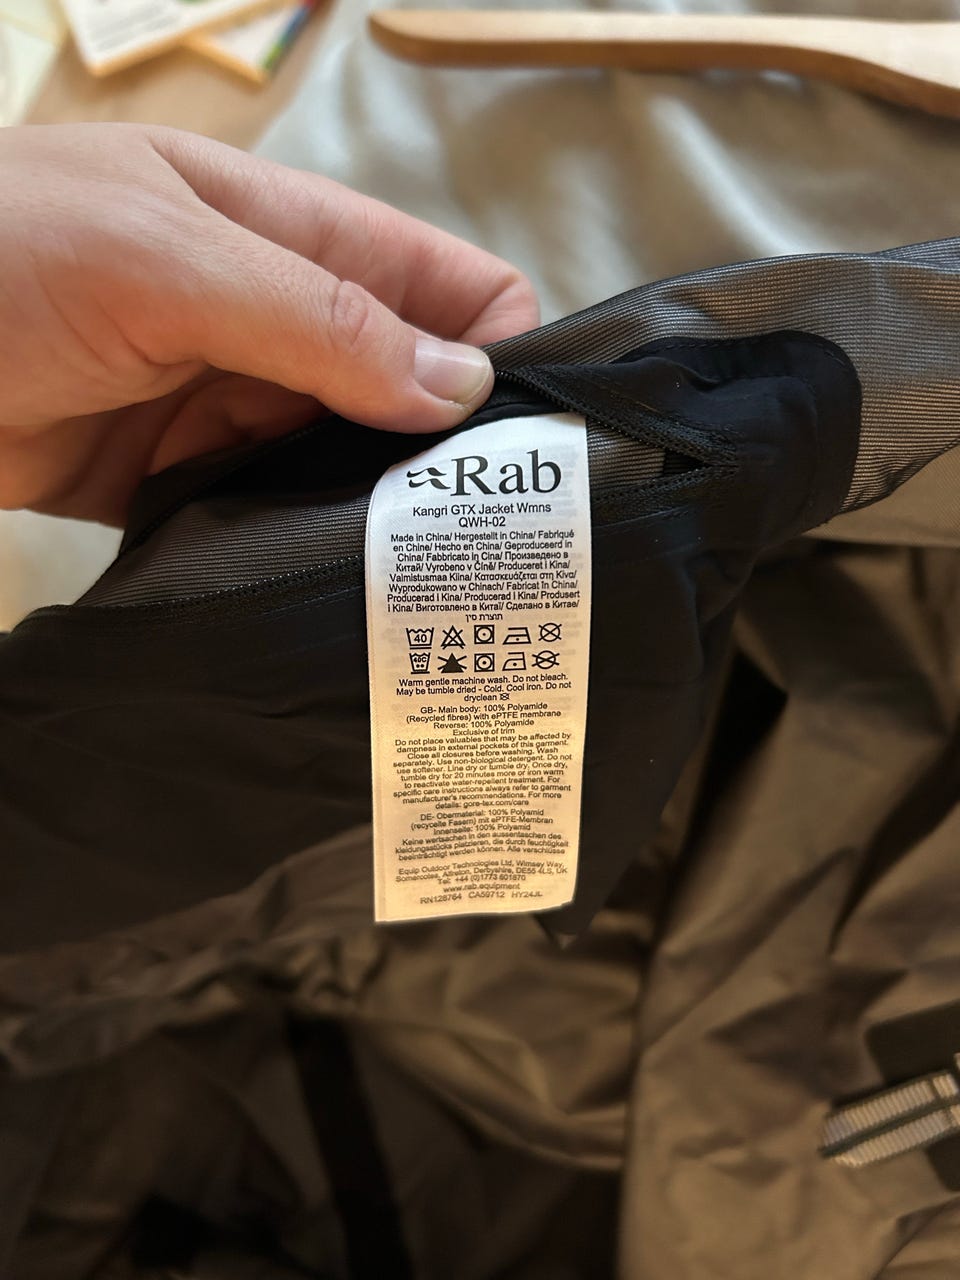 Rab
Kangri GTX Jacket Wmns
QWH-02
Made in China/ Hergestellt in China/ Fabriqué
en Chine/ Hecho en China/ Geproduceerd in
China/ Fabbricato in Cina/ Произведено в
Китай/ Vyrobeno v Číně/ Produceret i Kina/
Valmistusmaa Kiina/ Κατασκευάζεται στη Κίνα/
Wyprodukowano w Chinach/ Fabricat în China/
Producerad i Kina/ Producerad i Kina/ Produsert
i Kina/ Виготовлено в Китаї/ Сделано в Китае/
תוצרת סין
40
40C
Warm gentle machine wash. Do not bleach.
May be tumble dried - Cold. Cool iron. Do not
dryclean
GB- Main body: 100% Polyamide
(Recycled fibres) with ePTFE membrane
Reverse: 100% Polyamide
Exclusive of trim
Do not place valuables that may be affected by
dampness in external pockets of this garment.
Close all closures before washing. Wash
separately. Use non-biological detergent. Do not
use softener. Line dry or tumble dry. Once dry,
tumble dry for 20 minutes more or iron warm
to reactivate water-repellent treatment. For
specific care instructions always refer to garment
manufacturer's recommendations. For more
details: gore-tex.com/care
DE- Obermaterial: 100% Polyamid
(recycelte Fasern) mit ePTFE-Membran
Innenseite: 100% Polyamid
Keine wertsachen in den aussentaschen des
kleidungsstücks platzieren, die durch feuchtigkeit
beeinträchtigt werden können. Alle verschlüsse
Equip Outdoor Technologies Ltd, Wimsey Way,
Somercotes, Alfreton, Derbyshire, DE55 4LS, UK
Tel: +44 (0)1773 601870
www.rab.equipment
RN128764 CA59712 HY24JL